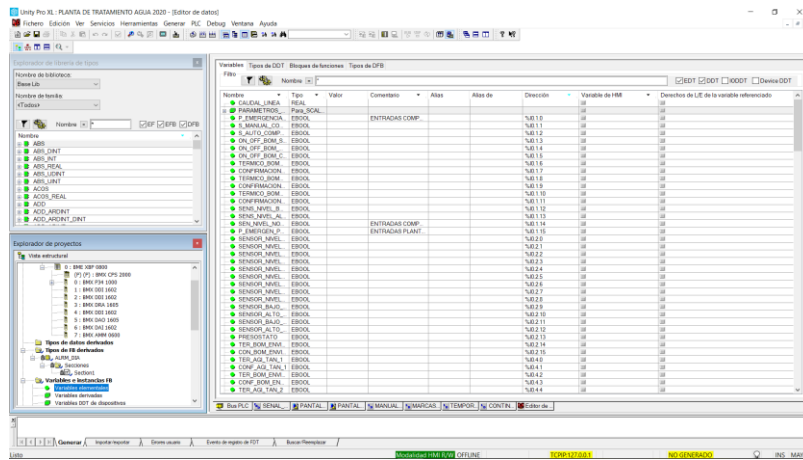 Unity Pro XL : PLANTA DE TRATAMIENTO AGUA 2020 - [Editor de datos]
Fichero Edición Ver Servicios Herramientas Generar PLC Debug Ventana Ayuda
Explorador de librería de tipos
Nombre de biblioteca:
Base Lib
Nombre de familia:
<Todos>
Nombre = *
EF EFB DFB
Nombre
ABS
ABS_DINT
ABS_INT
ABS_REAL
ABS_UDINT
ABS_UINT
ACOS
ACOS_REAL
ADD
ADD_ARDINT
ADD_ARDINT_DINT
Explorador de proyectos
Vista estructural
0 : BME XBP 0800
(P) (P) : BMX CPS 2000
0 : BMX P34 1000
1 : BMX DDI 1602
2 : BMX DDI 1602
3 : BMX DRA 1605
4 : BMX DDI 1602
5 : BMX DAO 1605
6 : BMX DAI 1602
7 : BMX AMM 0600
Tipos de datos derivados
Tipos de FB derivados
ALRM_DIA
Secciones
Section1
Variables e instancias FB
Variables elementales
Variables derivadas
Variables DDT de dispositivos
Variables Tipos de DDT Bloques de funciones Tipos de DFB
Filtro
Nombre = *
EDT DDT IODDT Device DDT
Nombre Tipo Valor Comentario Alias Alias de Dirección Variable de HMI Derechos de L/E de la variable referenciado
CAUDAL_LINEA REAL
PARAMETROS_... Para_SCAL...
P_EMERGENCIA... EBOOL ENTRADAS COMP... %I0.1.0
S_MANUAL_CO... EBOOL %I0.1.1
S_AUTO_COMP... EBOOL %I0.1.2
ON_OFF_BOM_S... EBOOL %I0.1.3
ON_OFF_BOM_... EBOOL %I0.1.4
ON_OFF_BOM_C... EBOOL %I0.1.5
TERMICO_BOM... EBOOL %I0.1.6
CONFIRMACION... EBOOL %I0.1.7
TERMICO_BOM... EBOOL %I0.1.8
CONFIRMACION... EBOOL %I0.1.9
TERMICO_BOM... EBOOL %I0.1.10
CONFIRMACION... EBOOL %I0.1.11
SENS_NIVEL_B... EBOOL %I0.1.12
SENS_NIVEL_AL... EBOOL %I0.1.13
SEN_NIVEL_NO... EBOOL ENTRADAS COMP... %I0.1.14
P_EMERGEN_P... EBOOL ENTRADAS PLANT... %I0.1.15
SENSOR_NIVEL... EBOOL %I0.2.0
SENSOR_NIVEL... EBOOL %I0.2.1
SENSOR_NIVEL... EBOOL %I0.2.2
SENSOR_NIVEL... EBOOL %I0.2.3
SENSOR_NIVEL... EBOOL %I0.2.4
SENSOR_NIVEL... EBOOL %I0.2.5
SENSOR_NIVEL... EBOOL %I0.2.6
SENSOR_NIVEL... EBOOL %I0.2.7
SENSOR_NIVEL... EBOOL %I0.2.8
SENSOR_BAJO_... EBOOL %I0.2.9
SENSOR_ALTO_... EBOOL %I0.2.10
SENSOR_BAJO_... EBOOL %I0.2.11
SENSOR_ALTO_... EBOOL %I0.2.12
PRESOSTATO EBOOL %I0.2.13
TER_BOM_ENVI... EBOOL %I0.2.14
CON_BOM_ENVI... EBOOL %I0.2.15
TER_AGI_TAN_1 EBOOL %I0.4.0
CONF_AGI_TAN_1 EBOOL %I0.4.1
TER_BOM_ENVI... EBOOL %I0.4.2
CONF_BOM_EN... EBOOL %I0.4.3
TER_AGI_TAN_2 EBOOL %I0.4.4
Bus PLC SENAL_... PANTAL... PANTAL... MANUAL... MARCAS... TEMPOR... CONTIN... Editor de...
Generar Importar/exportar Errores usuario Evento de registro de FDT Buscar/Reemplazar
Listo Modalidad HMI R/W OFFLINE TCPIP:127.0.0.1 NO GENERADO INS MAY